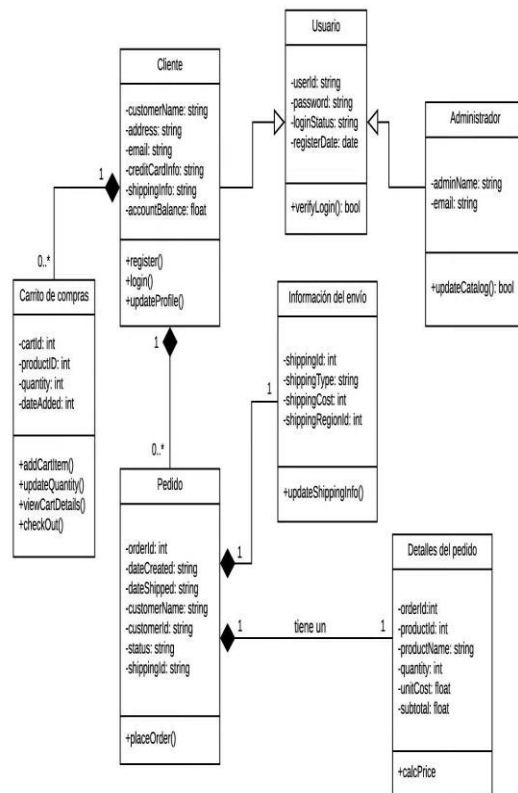 Usuario
-userId: string
-password: string
-loginStatus: string
-registerDate: date
+verifyLogin(): bool
Cliente
-customerName: string
-address: string
-email: string
-creditCardInfo: string
-shippingInfo: string
-accountBalance: float
+register()
+login()
+updateProfile()
Administrador
-adminName: string
-email: string
+updateCatalog(): bool
1
0..*
Carrito de compras
-cartId: int
-productID: int
-quantity: int
-dateAdded: int
+addCartItem()
+updateQuantity()
+viewCartDetails()
+checkOut()
1
0..*
Información del envío
-shippingId: int
-shippingType: string
-shippingCost: int
-shippingRegionId: int
+updateShippingInfo()
1
1
Pedido
-orderId: int
-dateCreated: string
-dateShipped: string
-customerName: string
-customerId: string
-status: string
-shippingId: string
+placeOrder()
1
tiene un
1
Detalles del pedido
-orderId:int
-productId: int
-productName: string
-quantity: int
-unitCost: float
-subtotal: float
+calcPrice